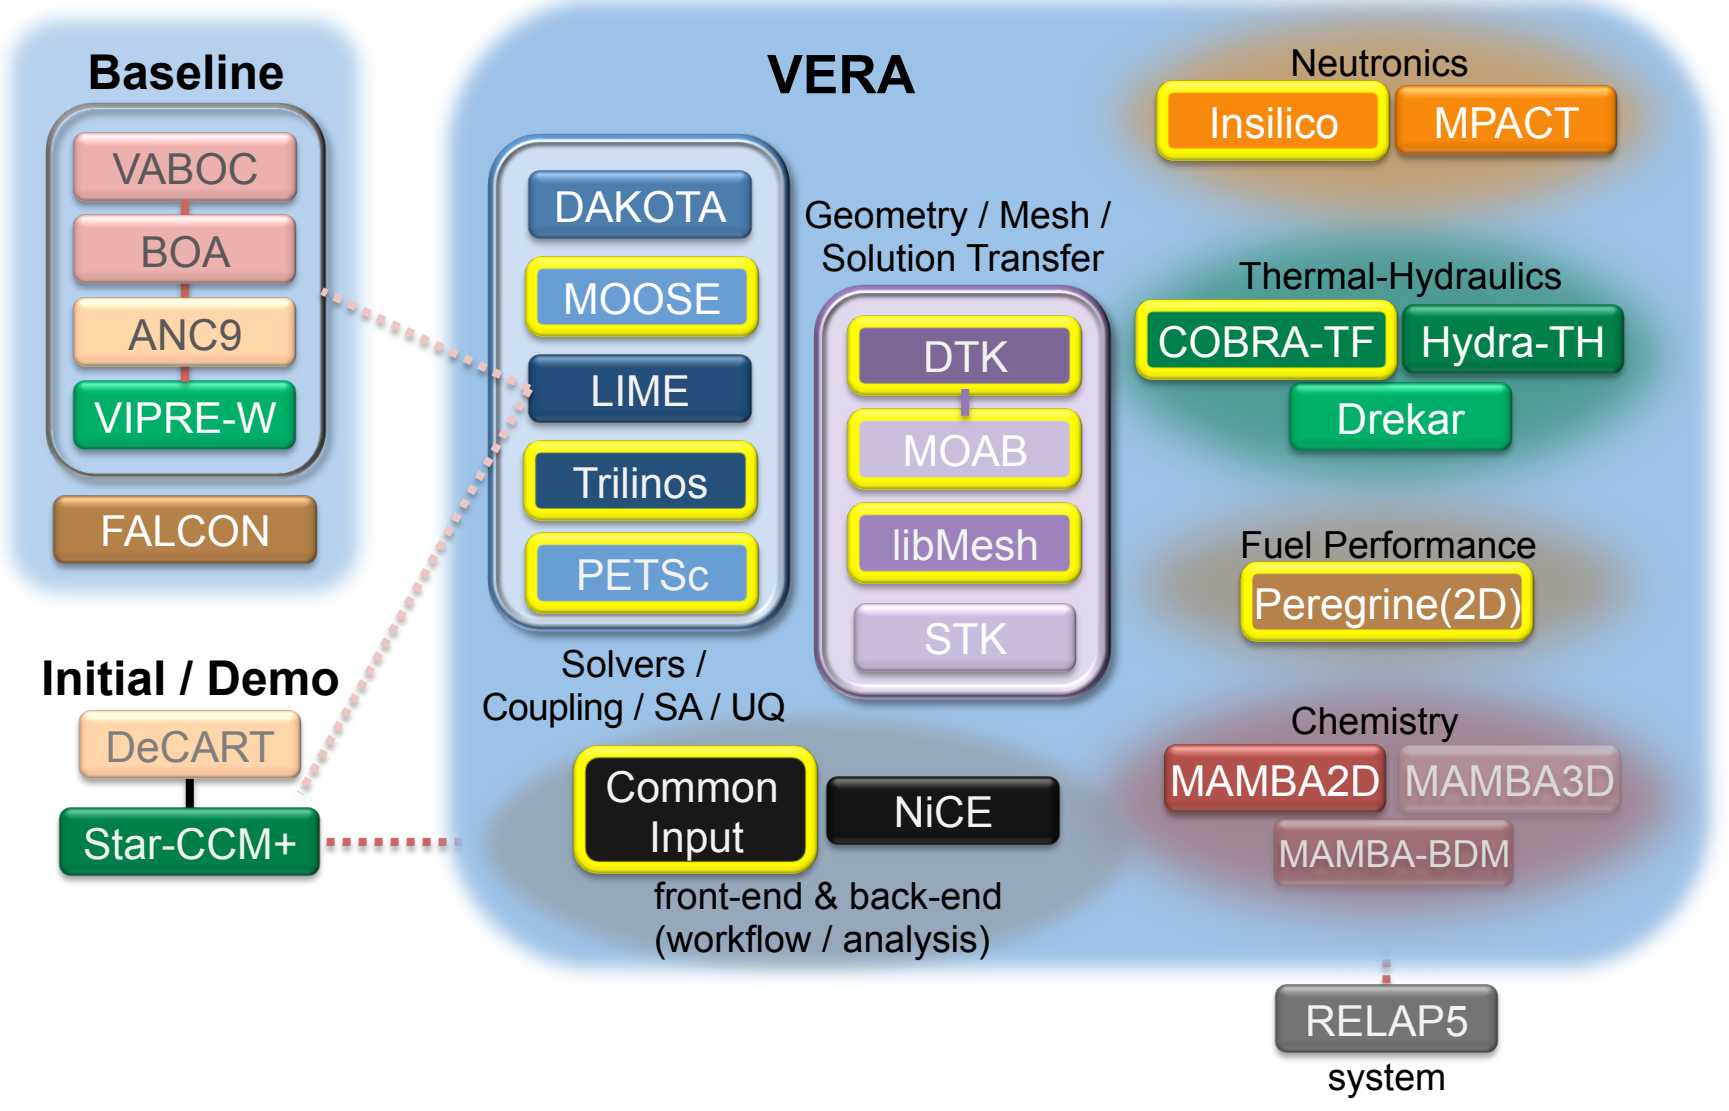 Baseline
VABOC
BOA
ANC9
VIPRE-W
FALCON
Initial / Demo
DeCART
Star-CCM+
VERA
DAKOTA
MOOSE
LIME
Trilinos
PETSc
Solvers /
Coupling / SA / UQ
Geometry / Mesh /
Solution Transfer
DTK
MOAB
libMesh
STK
Common
Input
NiCE
front-end & back-end
(workflow / analysis)
Neutronics
Insilico
MPACT
Thermal-Hydraulics
COBRA-TF
Hydra-TH
Drekar
Fuel Performance
Peregrine(2D)
Chemistry
MAMBA2D
MAMBA3D
MAMBA-BDM
RELAP5
system